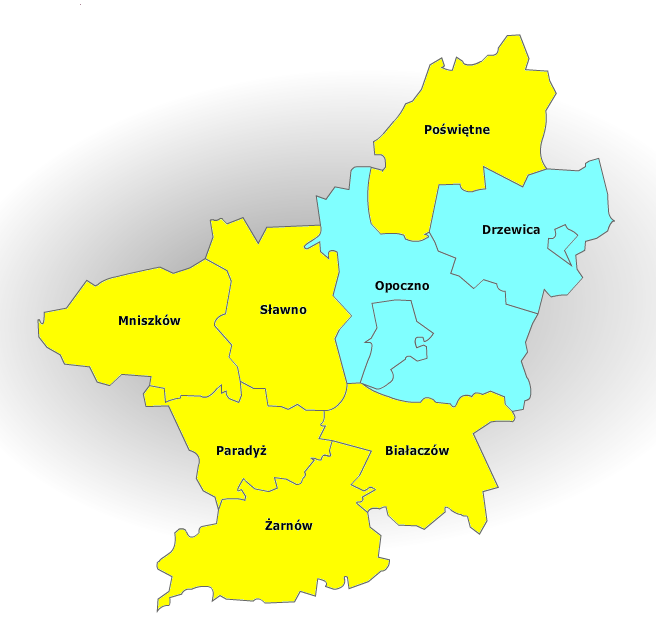 Poświętne
Drzewica
Opoczno
Sławno
Mniszków
Paradyż
Białaczów
Żarnów